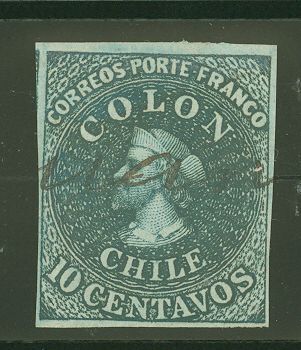 CORREOS PORTE FRANCO
COLON
CHILE
10 CENTAVOS